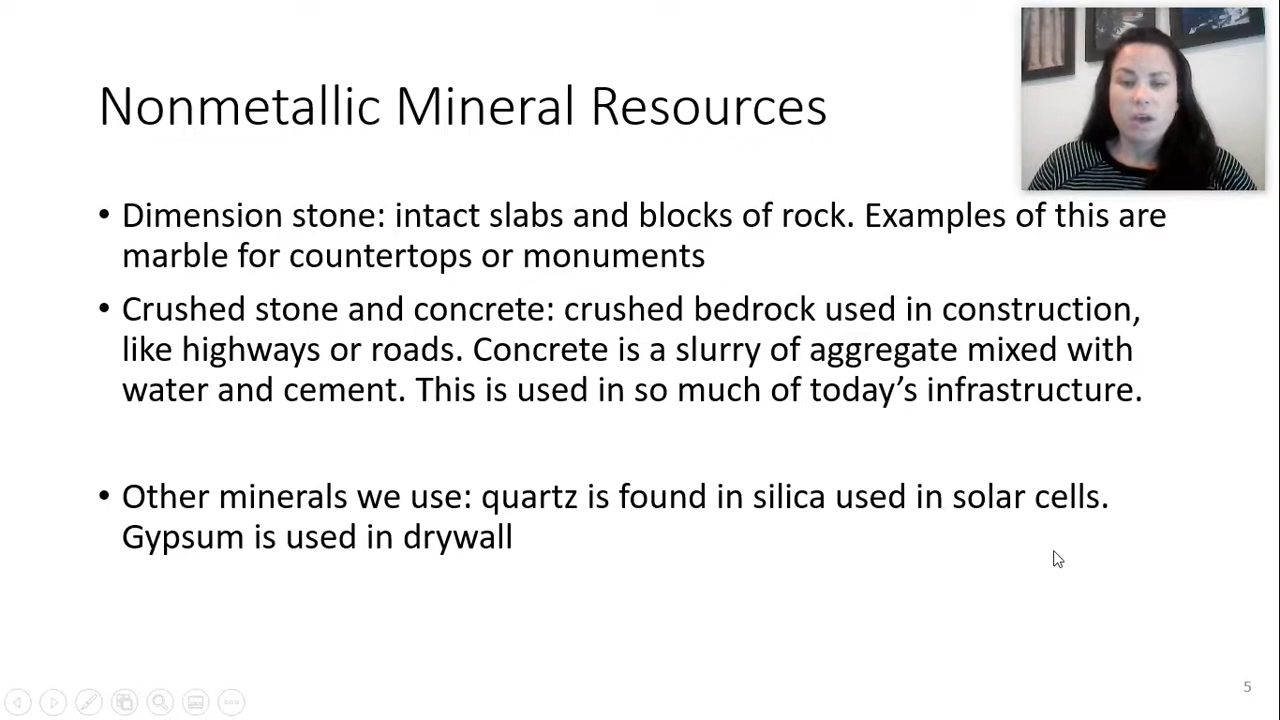 Nonmetallic Mineral Resources
• Dimension stone: intact slabs and blocks of rock. Examples of this are
marble for countertops or monuments
• Crushed stone and concrete: crushed bedrock used in construction,
like highways or roads. Concrete is a slurry of aggregate mixed with
water and cement. This is used in so much of today’s infrastructure.
• Other minerals we use: quartz is found in silica used in solar cells.
Gypsum is used in drywall
5